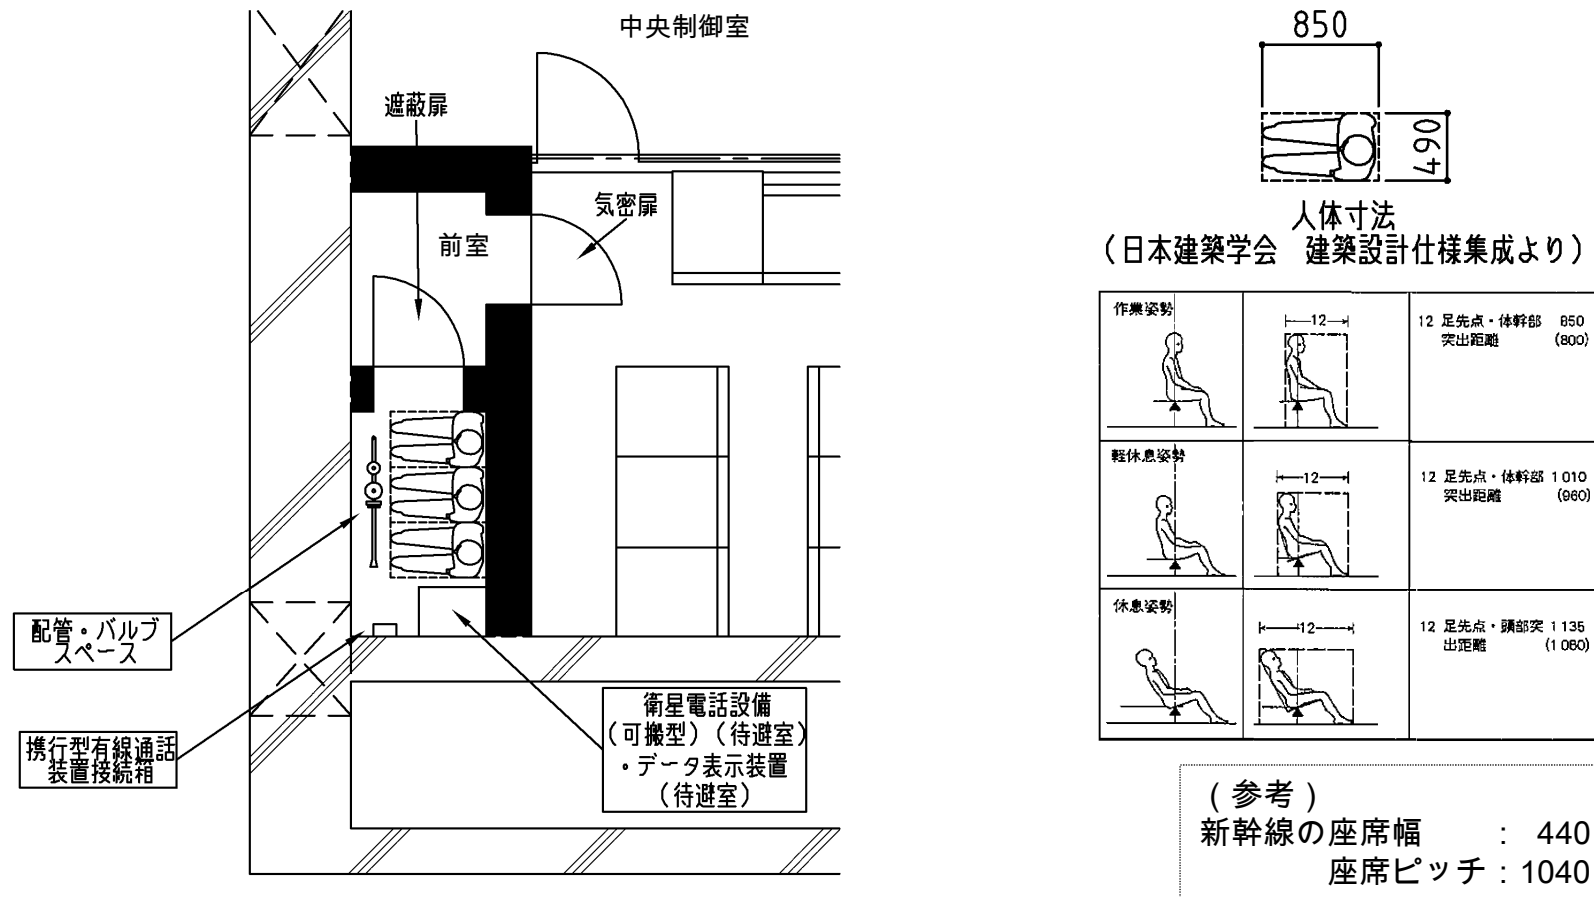 中央制御室
遮蔽扉
気密扉
前室
配管・バルブ
スペース
携行型有線通話
装置接続箱
衛星電話設備
（可搬型）（待避室）
・データ表示装置
（待避室）
850
490
人体寸法
（日本建築学会　建築設計仕様集成より）
作業姿勢
12
12 足先点・体幹部 850
突出距離 (800)
軽休息姿勢
12
12 足先点・体幹部 1010
突出距離 (960)
休息姿勢
12
12 足先点・頭部突 1135
出距離 (1060)
（参考）
新幹線の座席幅　：　440
座席ピッチ：1040